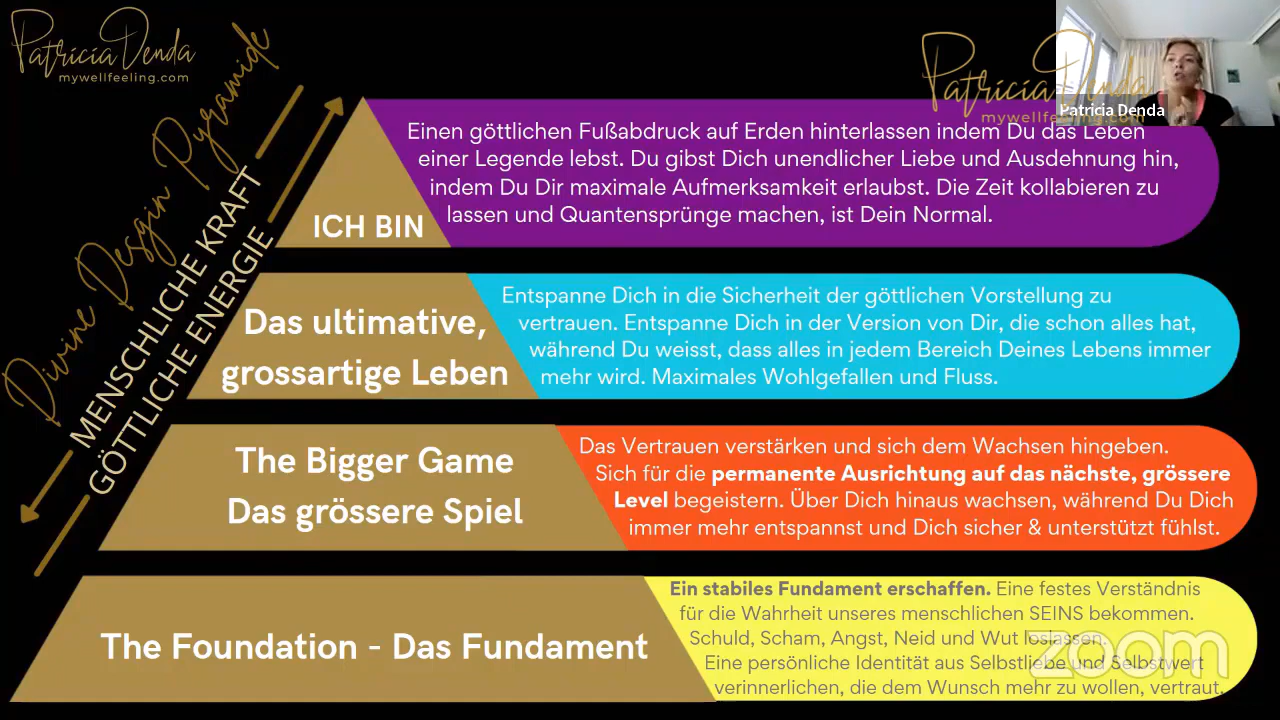 Patricia Denda
mywellfeeling.com
Patricia Denda
mywellfeeling.com
Patricia Denda
Divine Desgin Pyramide
MENSCHLICHE KRAFT
GÖTTLICHE ENERGIE
ICH BIN
Einen göttlichen Fußabdruck auf Erden hinterlassen indem Du das Leben
einer Legende lebst. Du gibst Dich unendlicher Liebe und Ausdehnung hin,
indem Du Dir maximale Aufmerksamkeit erlaubst. Die Zeit kollabieren zu
lassen und Quantensprünge machen, ist Dein Normal.
Das ultimative,
grossartige Leben
Entspanne Dich in die Sicherheit der göttlichen Vorstellung zu
vertrauen. Entspanne Dich in der Version von Dir, die schon alles hat,
während Du weisst, dass alles in jedem Bereich Deines Lebens immer
mehr wird. Maximales Wohlgefallen und Fluss.
The Bigger Game
Das grössere Spiel
Das Vertrauen verstärken und sich dem Wachsen hingeben.
Sich für die permanente Ausrichtung auf das nächste, grössere
Level begeistern. Über Dich hinaus wachsen, während Du Dich
immer mehr entspannst und Dich sicher & unterstützt fühlst.
The Foundation - Das Fundament
Ein stabiles Fundament erschaffen. Eine festes Verständnis
für die Wahrheit unseres menschlichen SEINS bekommen.
Schuld, Scham, Angst, Neid und Wut loslassen.
Eine persönliche Identität aus Selbstliebe und Selbstwert
verinnerlichen, die dem Wunsch mehr zu wollen, vertraut.
zoom